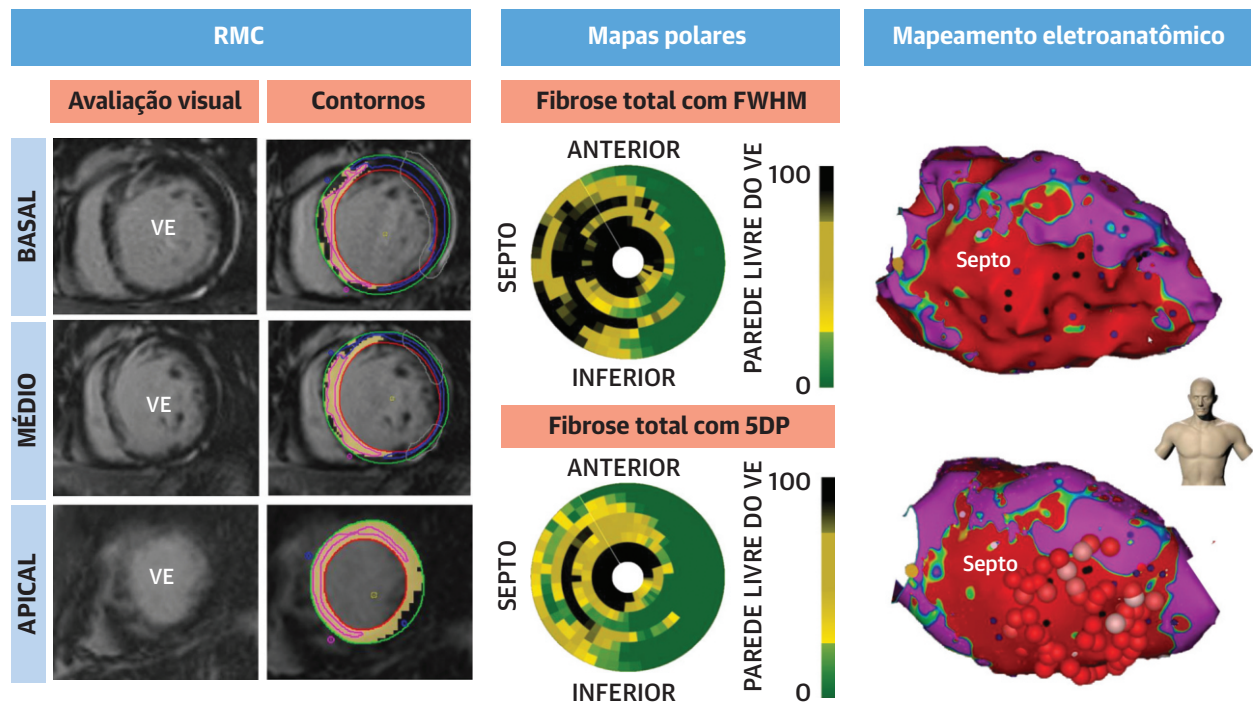 RMC
Mapas polares
Mapeamento eletroanatômico
Avaliação visual
Contornos
Fibrose total com FWHM
BASAL
VE
MÉDIO
VE
APICAL
VE
ANTERIOR
SEPTO
INFERIOR
PAREDE LIVRE DO VE
100
0
Fibrose total com 5DP
ANTERIOR
SEPTO
INFERIOR
PAREDE LIVRE DO VE
100
0
Septo
Septo